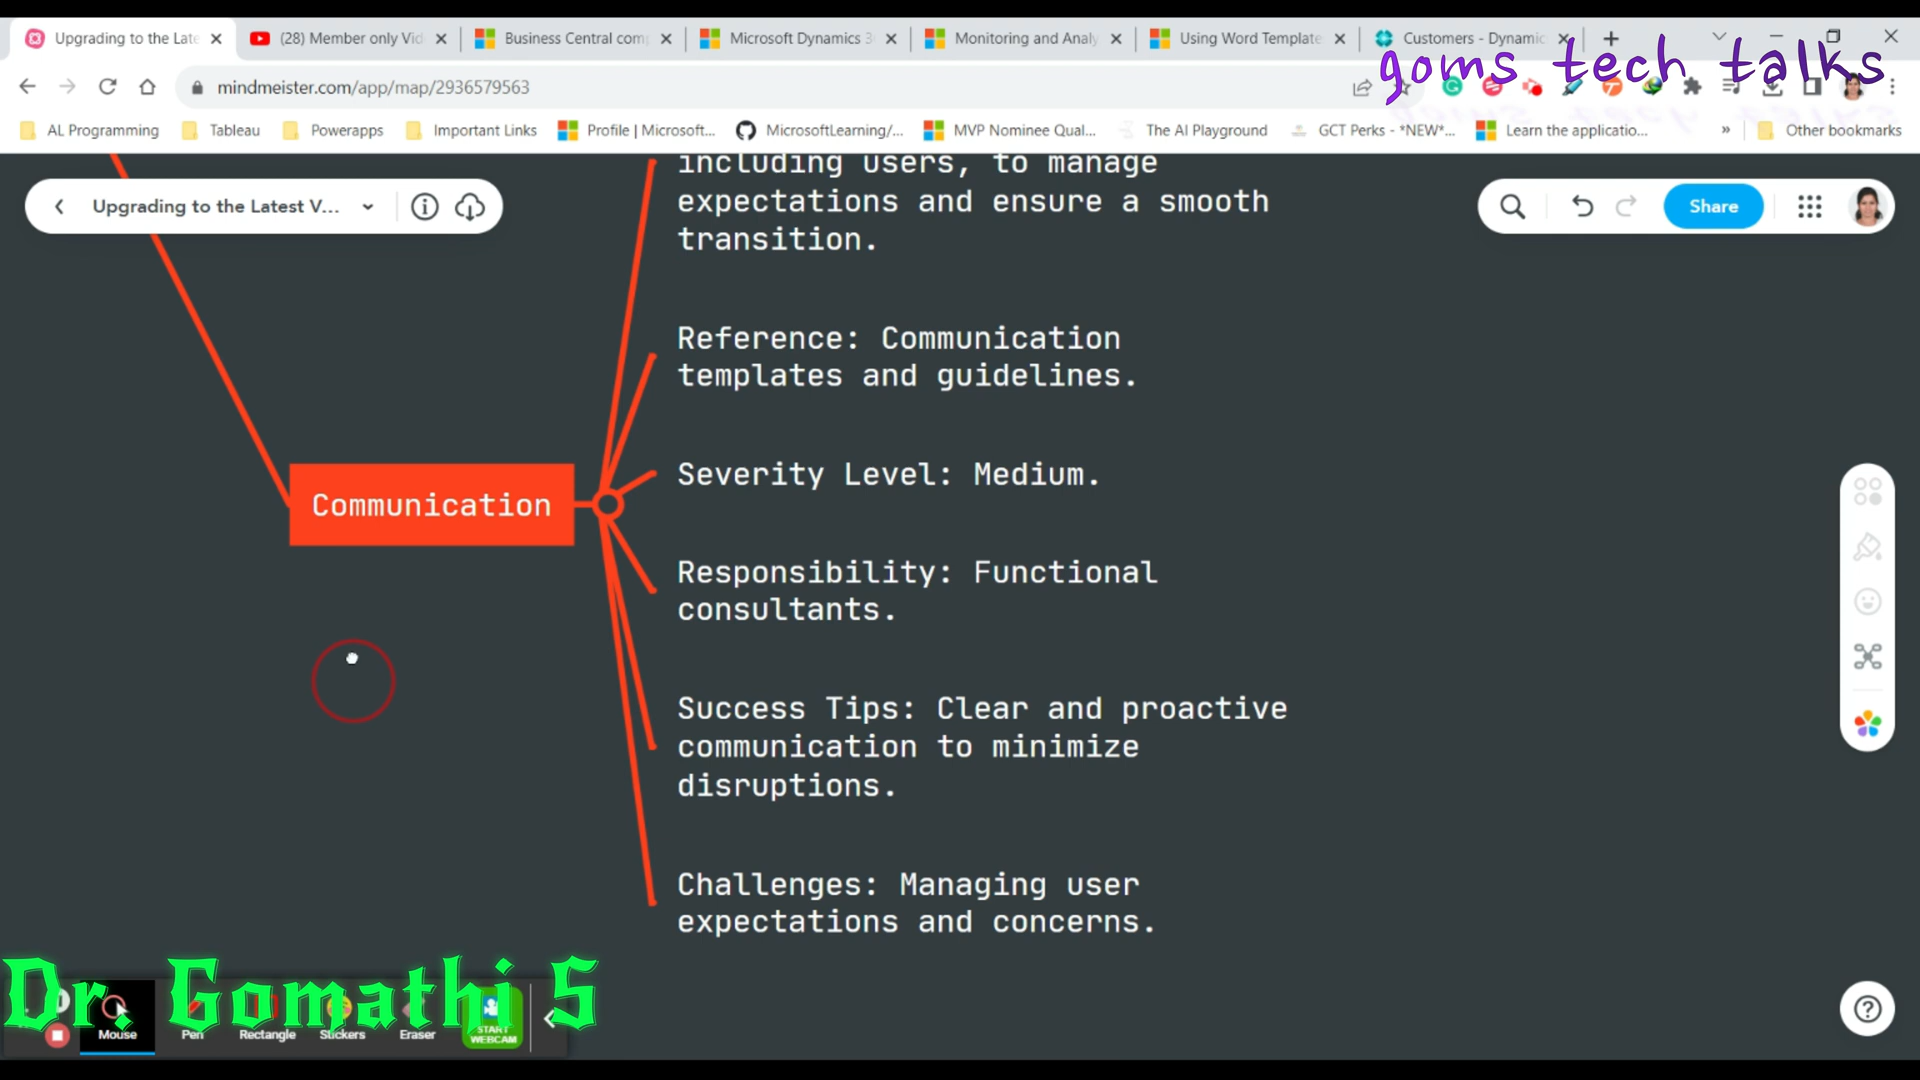 Upgrading to the Late
(28) Member only Vid
Business Central comp
Microsoft Dynamics 3
Monitoring and Analy
Using Word Template
Customers - Dynamic
goms tech talks
mindmeister.com/app/map/2936579563
AL Programming
Tableau
Powerapps
Important Links
Profile | Microsoft...
MicrosoftLearning/...
MVP Nominee Qual...
The AI Playground
GCT Perks - *NEW*...
Learn the applicatio...
»
Other bookmarks
Upgrading to the Latest V...
Share
including users, to manage
expectations and ensure a smooth
transition.
Reference: Communication
templates and guidelines.
Severity Level: Medium.
Communication
Responsibility: Functional
consultants.
Success Tips: Clear and proactive
communication to minimize
disruptions.
Challenges: Managing user
expectations and concerns.
Dr. Gomathi S
Mouse
Pen
Rectangle
Stickers
Eraser
START
WEBCAM